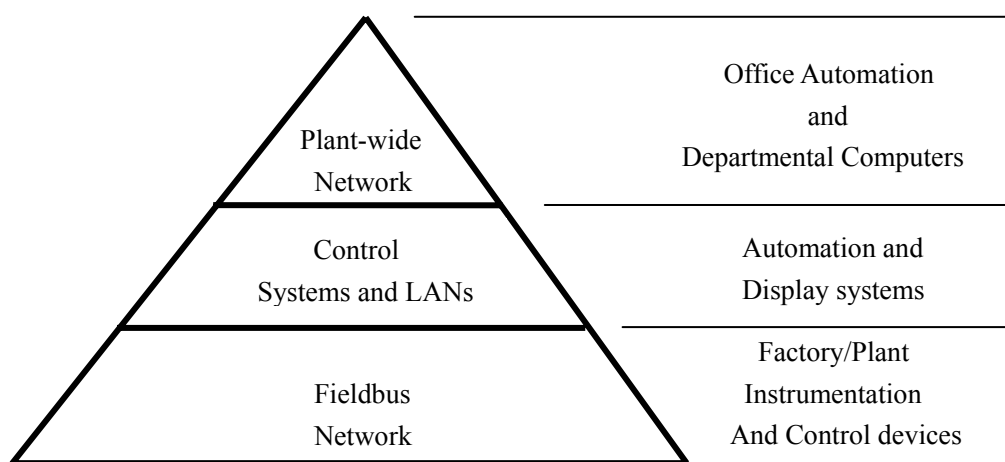 Plant-wide
Network
Office Automation
and
Departmental Computers
Control
Systems and LANs
Automation and
Display systems
Fieldbus
Network
Factory/Plant
Instrumentation
And Control devices